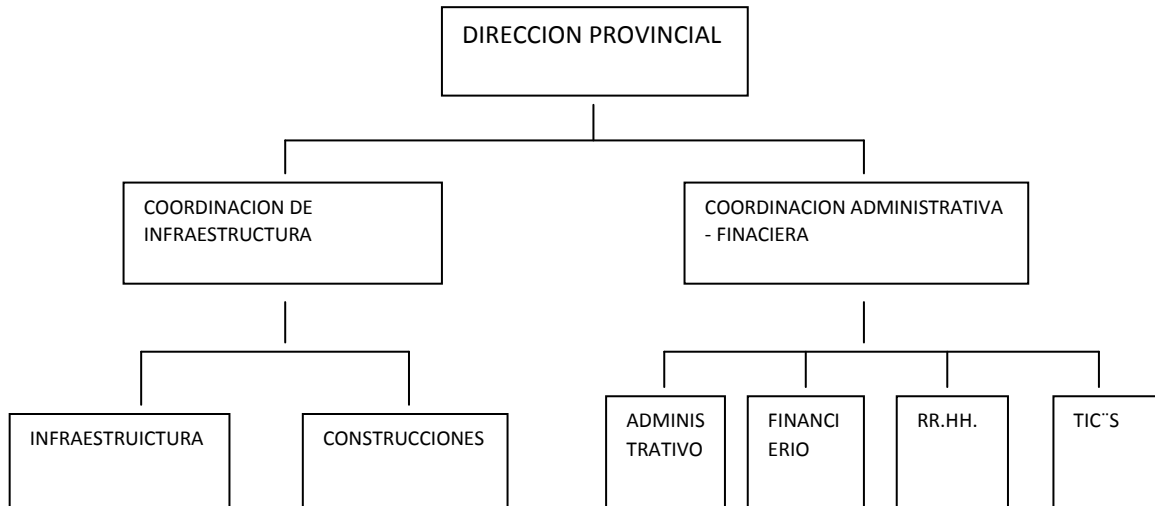 DIRECCION PROVINCIAL
COORDINACION DE
INFRAESTRUCTURA
COORDINACION ADMINISTRATIVA
- FINACIERA
INFRAESTRUICTURA
CONSTRUCCIONES
ADMINIS
TRATIVO
FINANCI
ERIO
RR.HH.
TIC¨S